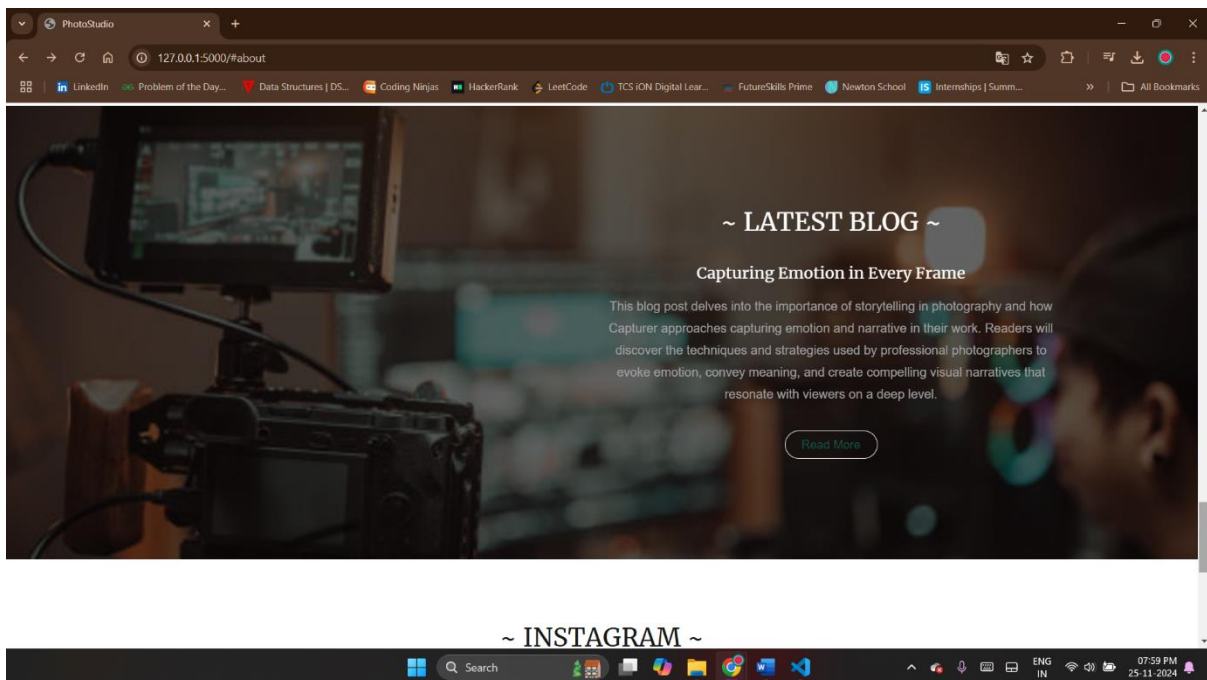 PhotoStudio
127.0.0.1:5000/#about
LinkedIn Problem of the Day... Data Structures | DS... Coding Ninjas HackerRank LeetCode TCS iON Digital Lear... FutureSkills Prime Newton School IS Internships | Summ... » All Bookmarks
~ LATEST BLOG ~
Capturing Emotion in Every Frame
This blog post delves into the importance of storytelling in photography and how
Capturer approaches capturing emotion and narrative in their work. Readers will
discover the techniques and strategies used by professional photographers to
evoke emotion, convey meaning, and create compelling visual narratives that
resonate with viewers on a deep level.
Read More
~ INSTAGRAM ~
Search
ENG
IN
07:59 PM
25-11-2024